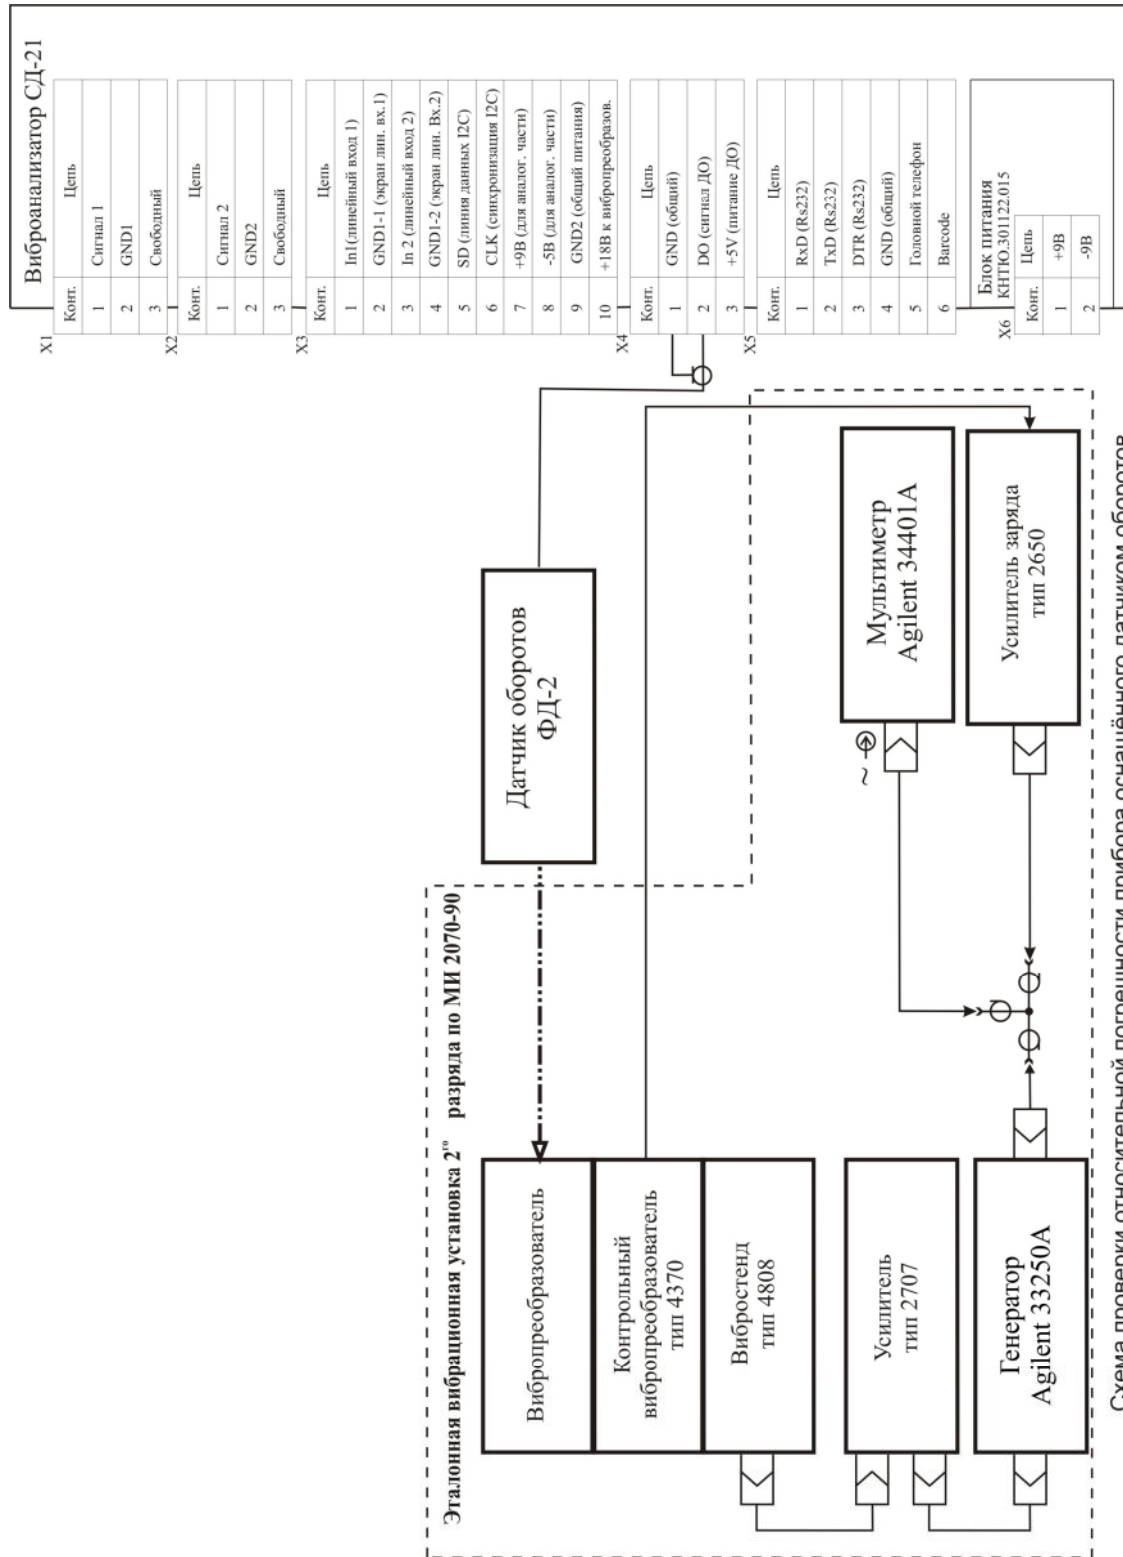 Виброанализатор СД-21
X1
Конт. Цепь
1 Сигнал 1
2 GND1
3 Свободный
X2
Конт. Цепь
1 Сигнал 2
2 GND2
3 Свободный
X3
Конт. Цепь
1 In1(линейный вход 1)
2 GND1-1 (экран лин. вх.1)
3 In 2 (линейный вход 2)
4 GND1-2 (экран лин. Вх.2)
5 SD (линия данных I2C)
6 CLK (синхронизация I2C)
7 +9В (для аналог. части)
8 -5В (для аналог. части)
9 GND2 (общий питания)
10 +18В к вибропреобразов.
X4
Конт. Цепь
1 GND (общий)
2 DO (сигнал ДО)
3 +5V (питание ДО)
X5
Конт. Цепь
1 RxD (Rs232)
2 TxD (Rs232)
3 DTR (Rs232)
4 GND (общий)
5 Головной телефон
6 Barcode
Блок питания
КНТЮ.301122.015
X6
Конт. Цепь
1 +9В
2 -9В
Датчик оборотов
ФД-2
Эталонная вибрационная установка 2го разряда по МИ 2070-90
Вибропреобразователь
Контрольный
вибропреобразователь
тип 4370
Вибростенд
тип 4808
Усилитель
тип 2707
Генератор
Agilent 33250A
~
Мультиметр
Agilent 34401A
Усилитель заряда
тип 2650
Схема проверки относительной погрешности прибора оснащённого датчиком оборотов